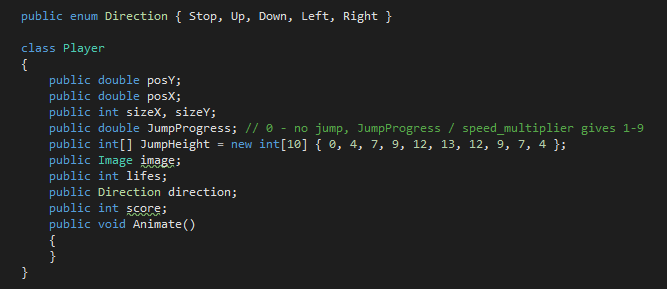 public enum Direction { Stop, Up, Down, Left, Right }
class Player
{
public double posY;
public double posX;
public int sizeX, sizeY;
public double JumpProgress; // 0 - no jump, JumpProgress / speed_multiplier gives 1-9
public int[] JumpHeight = new int[10] { 0, 4, 7, 9, 12, 13, 12, 9, 7, 4 };
public Image image;
public int lifes;
public Direction direction;
public int score;
public void Animate()
{
}
}